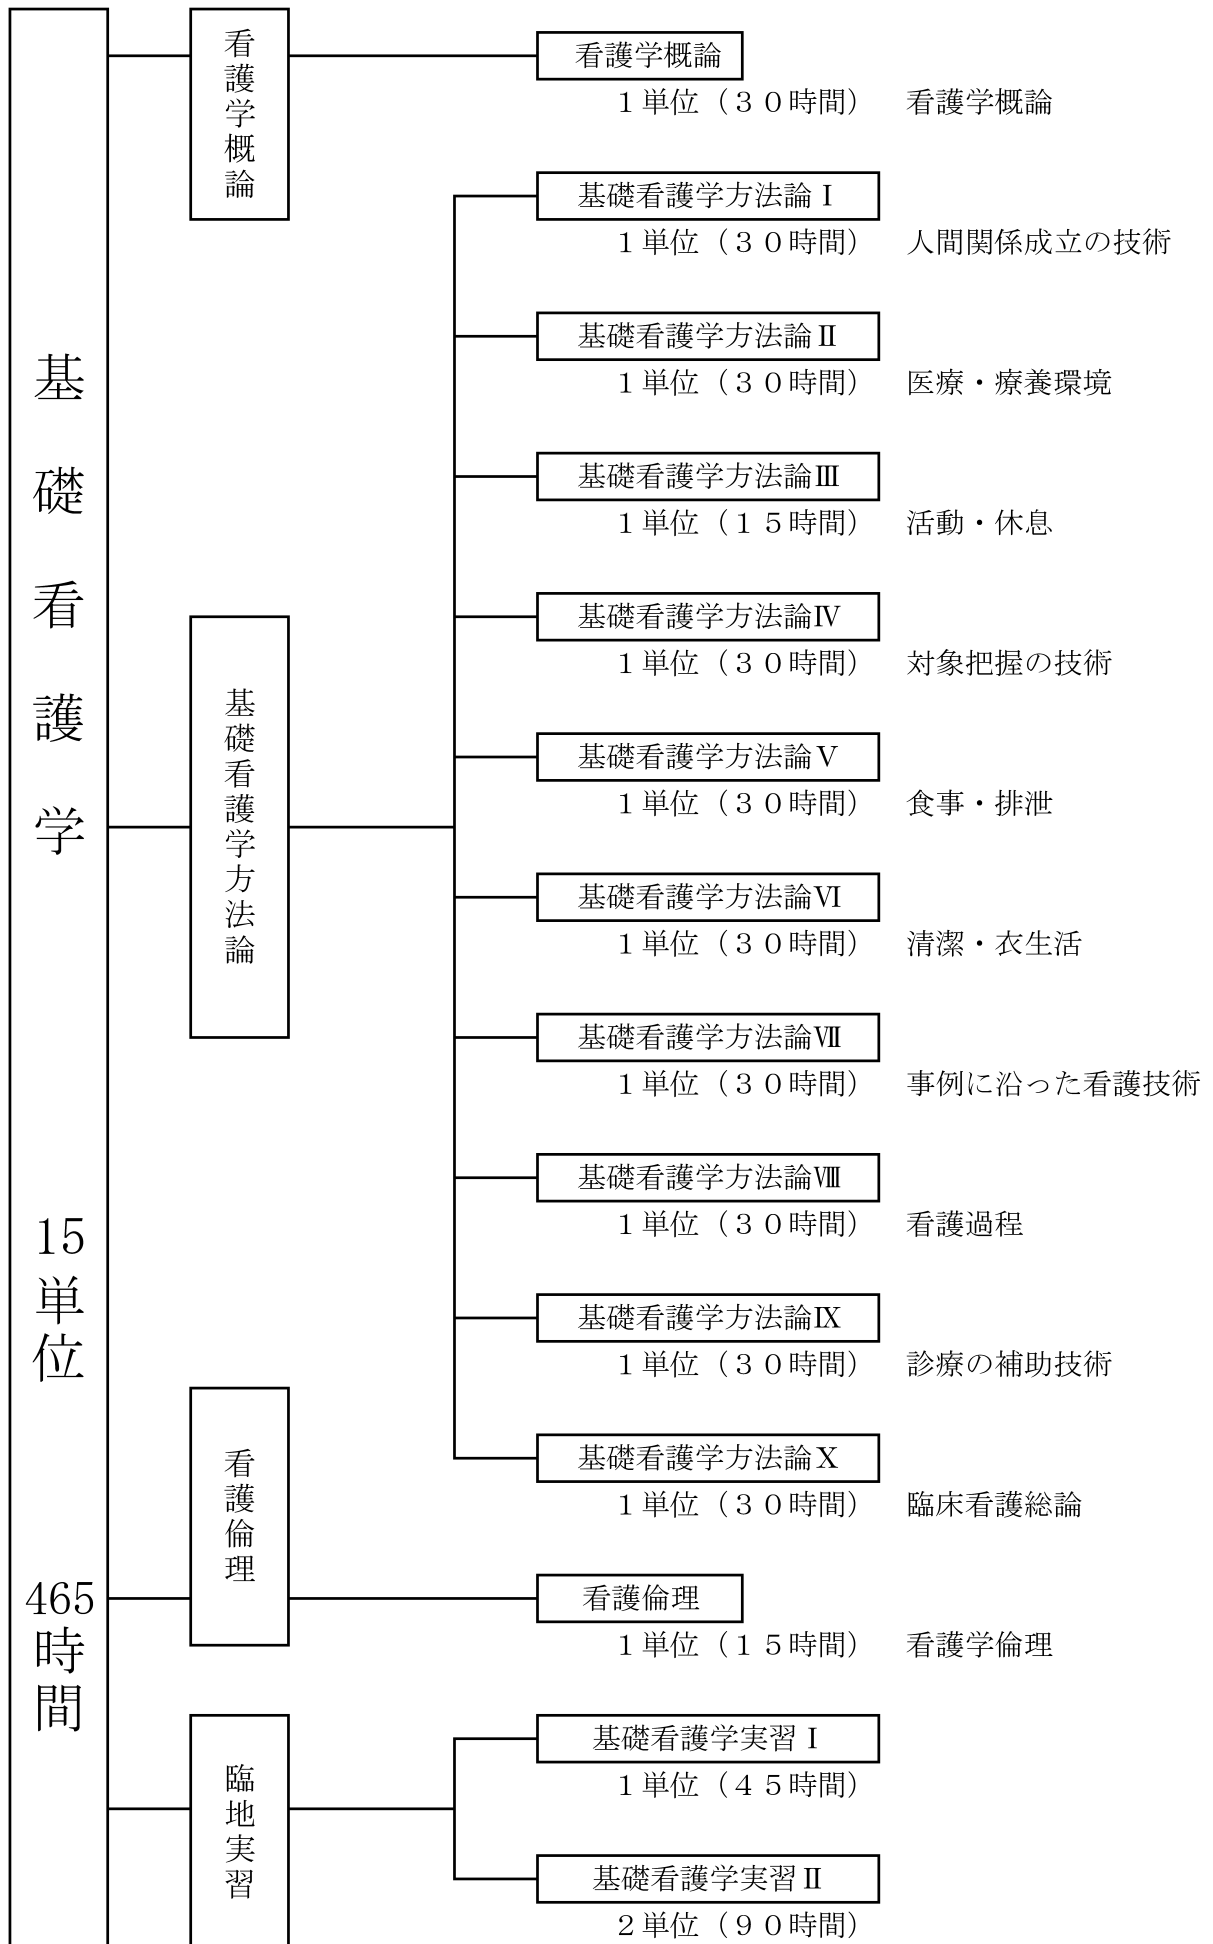 基礎看護学
15単位
465時間
看護学概論
看護学概論
１単位（３０時間）　看護学概論
基礎看護学方法論
基礎看護学方法論Ⅰ
１単位（３０時間）　人間関係成立の技術
基礎看護学方法論Ⅱ
１単位（３０時間）　医療・療養環境
基礎看護学方法論Ⅲ
１単位（１５時間）　活動・休息
基礎看護学方法論Ⅳ
１単位（３０時間）　対象把握の技術
基礎看護学方法論Ⅴ
１単位（３０時間）　食事・排泄
基礎看護学方法論Ⅵ
１単位（３０時間）　清潔・衣生活
基礎看護学方法論Ⅶ
１単位（３０時間）　事例に沿った看護技術
基礎看護学方法論Ⅷ
１単位（３０時間）　看護過程
基礎看護学方法論Ⅸ
１単位（３０時間）　診療の補助技術
基礎看護学方法論Ⅹ
１単位（３０時間）　臨床看護総論
看護倫理
看護倫理
１単位（１５時間）　看護学倫理
臨地実習
基礎看護学実習Ⅰ
１単位（４５時間）
基礎看護学実習Ⅱ
２単位（９０時間）